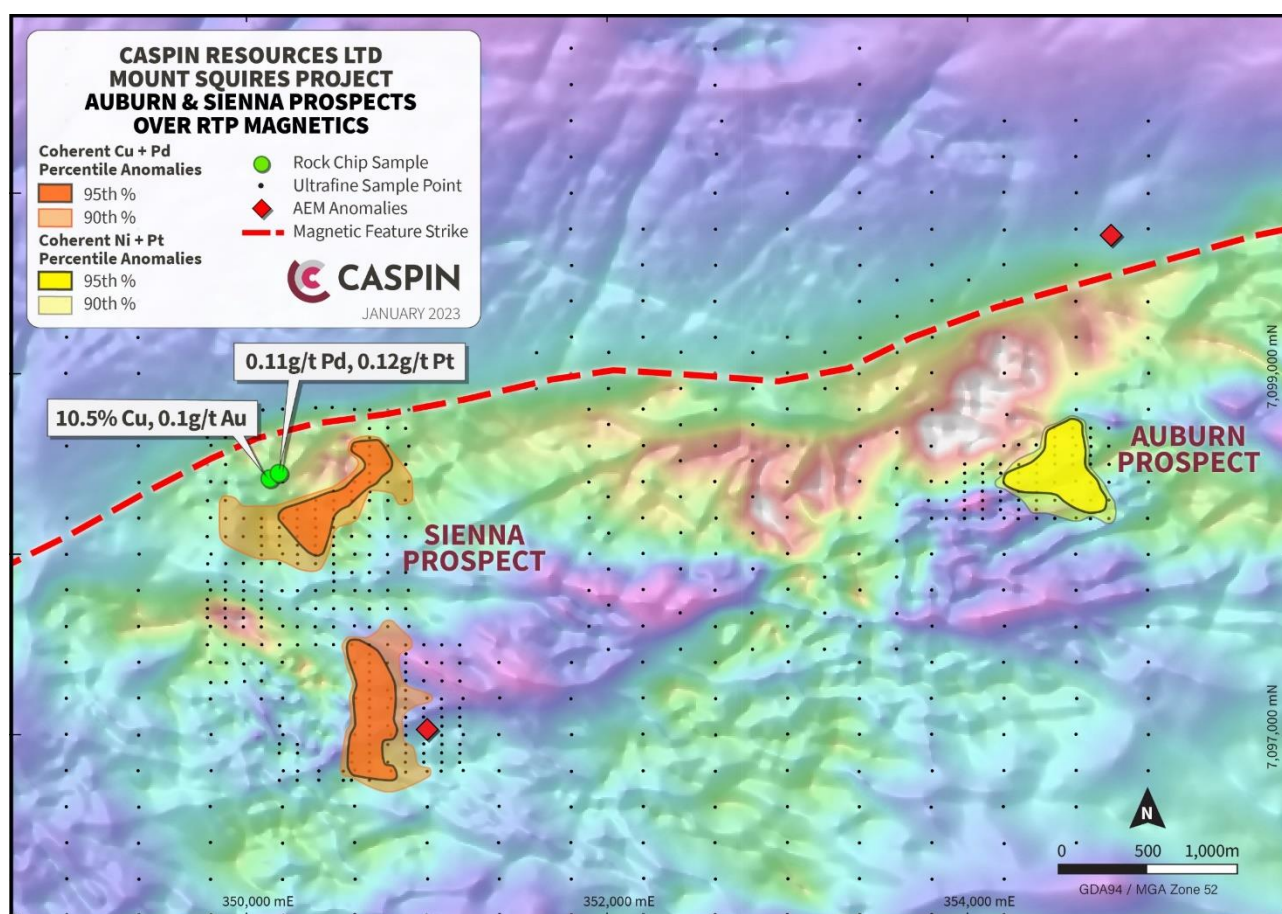 CASPIN RESOURCES LTD
MOUNT SQUIRES PROJECT
AUBURN & SIENNA PROSPECTS
OVER RTP MAGNETICS
Coherent Cu + Pd
Percentile Anomalies
95th %
90th %
Coherent Ni + Pt
Percentile Anomalies
95th %
90th %
Rock Chip Sample
Ultrafine Sample Point
AEM Anomalies
Magnetic Feature Strike
CASPIN
JANUARY 2023
0.11g/t Pd, 0.12g/t Pt
10.5% Cu, 0.1g/t Au
7,099,000 mN
AUBURN
PROSPECT
SIENNA
PROSPECT
7,097,000 mN
N
0 500 1,000m
GDA94 / MGA Zone 52
350,000 mE 352,000 mE 354,000 mE